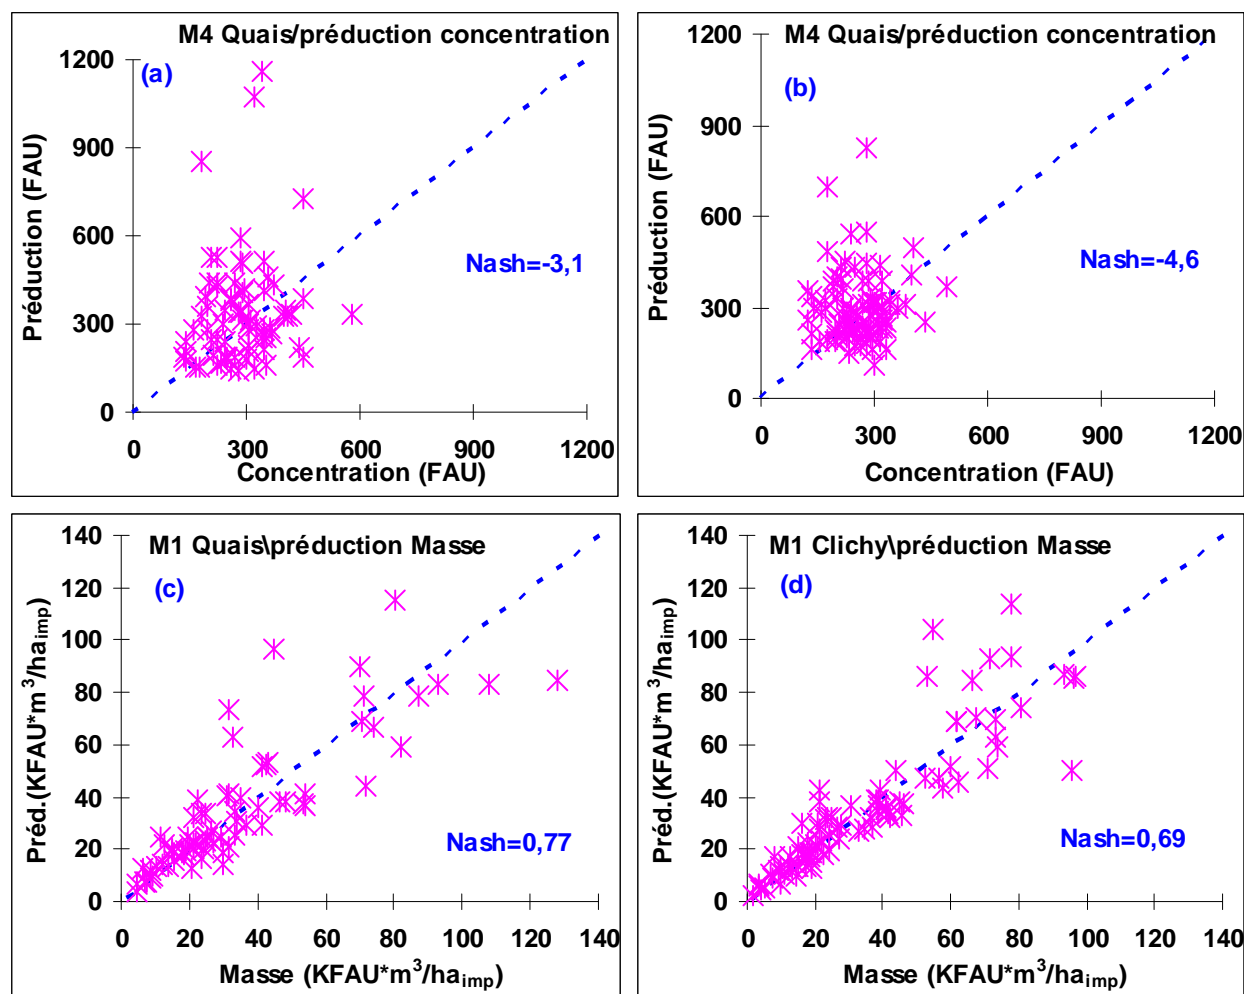 M4 Quais/préduction concentration
(a)
Préduction (FAU)
1200
900
600
300
0
Nash=-3,1
0 300 600 900 1200
Concentration (FAU)
M4 Quais/préduction concentration
(b)
Préduction (FAU)
1200
900
600
300
0
Nash=-4,6
0 300 600 900 1200
Concentration (FAU)
M1 Quais\préduction Masse
(c)
Préd.(KFAU*m³/ha_imp)
140
120
100
80
60
40
20
0
Nash=0,77
0 20 40 60 80 100 120 140
Masse (KFAU*m³/ha_imp)
M1 Clichy\préduction Masse
(d)
Préd.(KFAU*m³/ha_imp)
140
120
100
80
60
40
20
0
Nash=0,69
0 20 40 60 80 100 120 140
Masse (KFAU*m³/ha_imp)